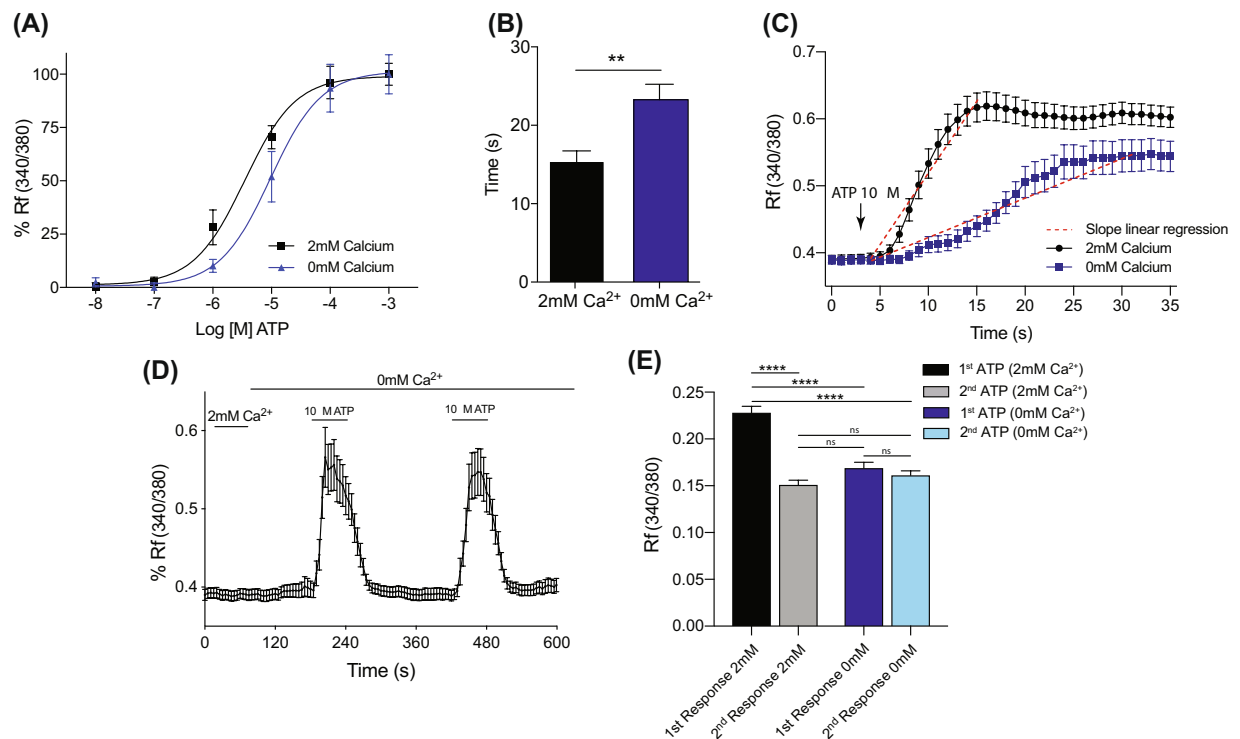 (A)
% Rf (340/380)
100
75
50
25
0
-8 -7 -6 -5 -4 -3
Log [M] ATP
2mM Calcium
0mM Calcium
(B)
Time (s)
30
20
10
0
**
2mM Ca²⁺ 0mM Ca²⁺
(C)
Rf (340/380)
0.7
0.6
0.5
0.4
ATP 10 M
Slope linear regression
2mM Calcium
0mM Calcium
0 5 10 15 20 25 30 35
Time (s)
(D)
0mM Ca²⁺
2mM Ca²⁺
10 M ATP 10 M ATP
% Rf (340/380)
0.6
0.5
0.4
0 120 240 360 480 600
Time (s)
(E)
1st ATP (2mM Ca²⁺)
2nd ATP (2mM Ca²⁺)
1st ATP (0mM Ca²⁺)
2nd ATP (0mM Ca²⁺)
Rf (340/380)
0.25
0.20
0.15
0.10
0.05
0.00
****
****
****
ns
ns
ns
1st Response 2mM
2nd Response 2mM
1st Response 0mM
2nd Response 0mM